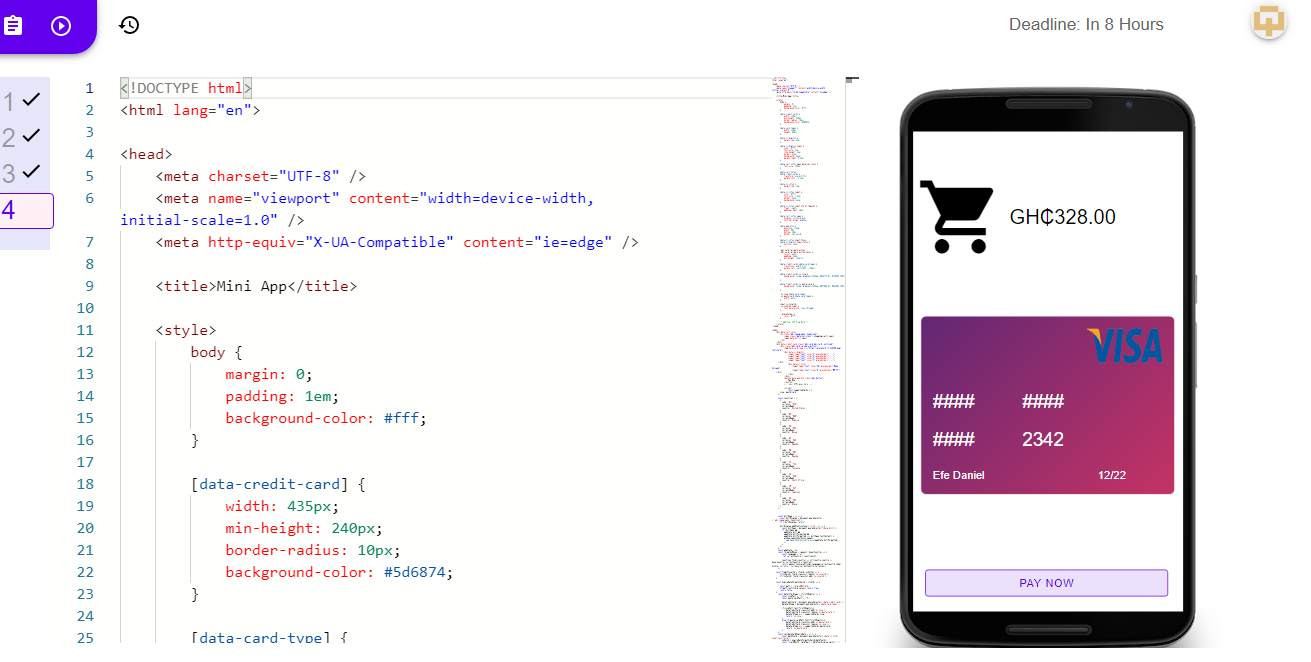 Deadline: In 8 Hours
1
2
3
4
1 <!DOCTYPE html>
2 <html lang="en">
3
4 <head>
5 <meta charset="UTF-8" />
6 <meta name="viewport" content="width=device-width,
initial-scale=1.0" />
7 <meta http-equiv="X-UA-Compatible" content="ie=edge" />
8
9 <title>Mini App</title>
10
11 <style>
12 body {
13 margin: 0;
14 padding: 1em;
15 background-color: #fff;
16 }
17
18 [data-credit-card] {
19 width: 435px;
20 min-height: 240px;
21 border-radius: 10px;
22 background-color: #5d6874;
23 }
24
25 [data-card-type] {
GH₵328.00
VISA
#### ####
#### 2342
Efe Daniel 12/22
PAY NOW